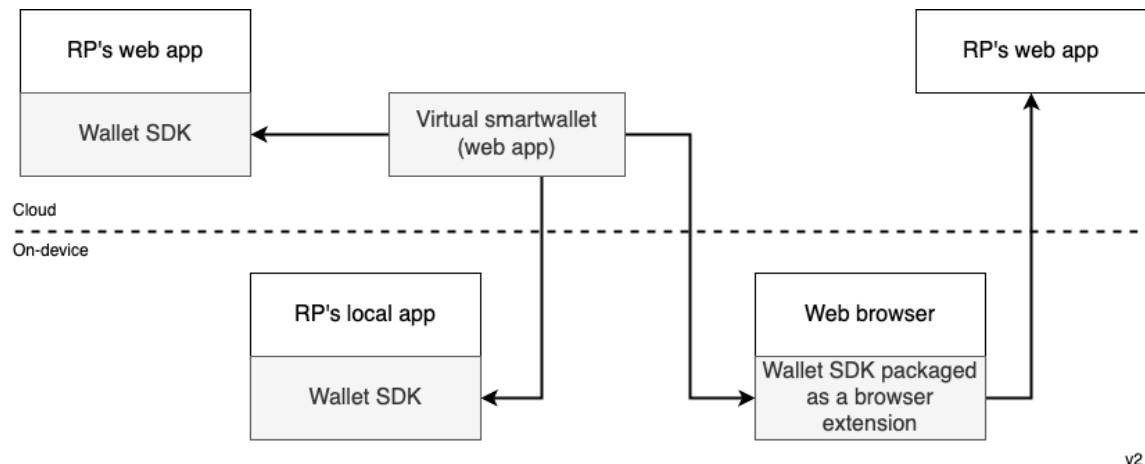 RP's web app
Wallet SDK
Virtual smartwallet
(web app)
RP's web app
Cloud
On-device
RP's local app
Wallet SDK
Web browser
Wallet SDK packaged
as a browser
extension
v2